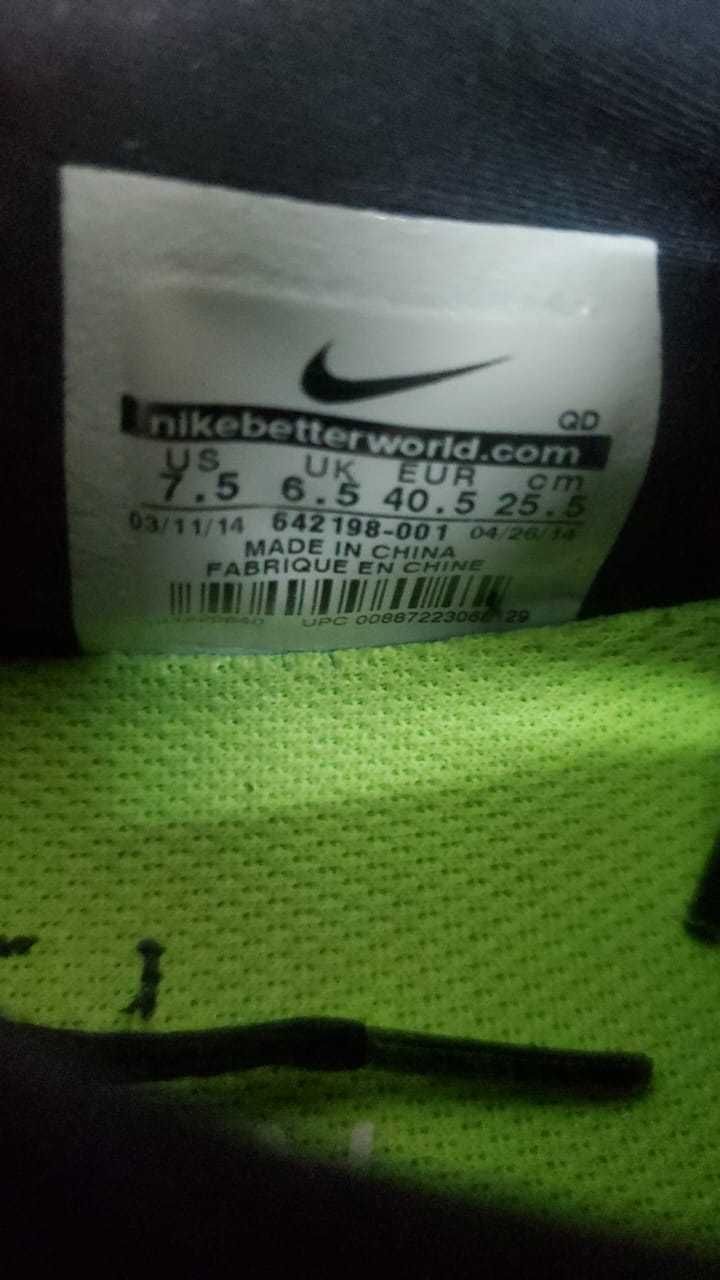 QD
nikebetterworld.com
US UK EUR cm
7.5 6.5 40.5 25.5
03/11/14 642198-001 04/26/14
MADE IN CHINA
FABRIQUE EN CHINE
UPC